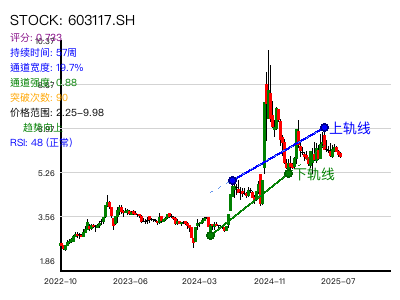 STOCK: 603117.SH
评分: 0.733
持续时间: 57周
通道宽度: 19.7%
通道强度: 0.88
突破次数:
价格范围: 2.25-9.98
趋势向上
RSI: 48 (正常)
上轨线
下轨线
5.26
3.56
1.86
2022-10
2023-06
2024-03
2024-11
2025-07